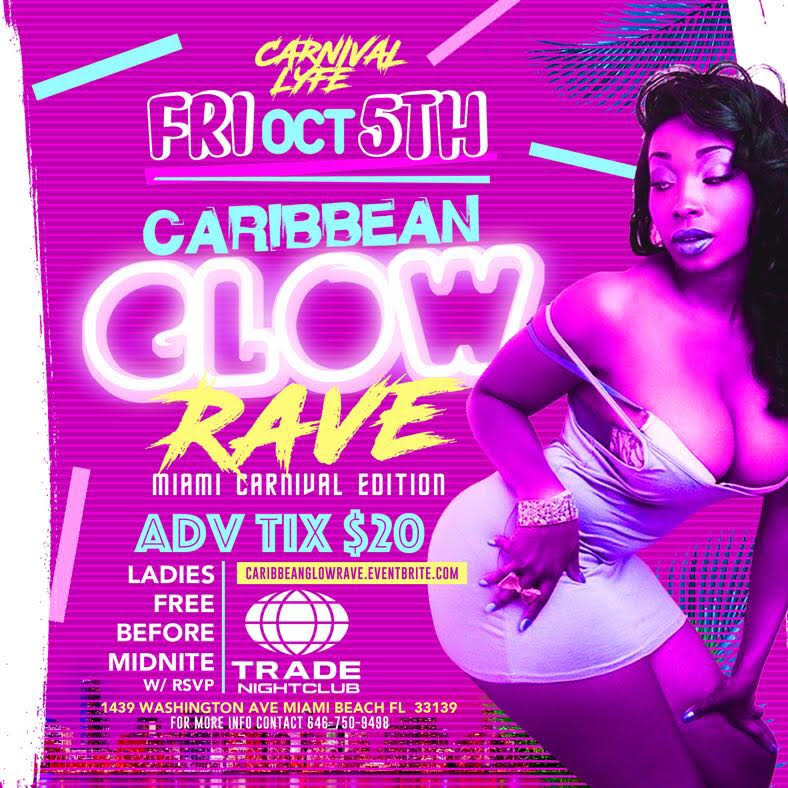 CARNIVAL
LYFE
FRI OCT 5TH
CARIBBEAN
GLOW
RAVE
MIAMI CARNIVAL EDITION
ADV TIX $20
LADIES
FREE
BEFORE
MIDNITE
W/ RSVP
CARIBBEANGLOWRAVE.EVENTBRITE.COM
TRADE
NIGHTCLUB
1439 WASHINGTON AVE MIAMI BEACH FL 33139
FOR MORE INFO CONTACT 646-750-9498